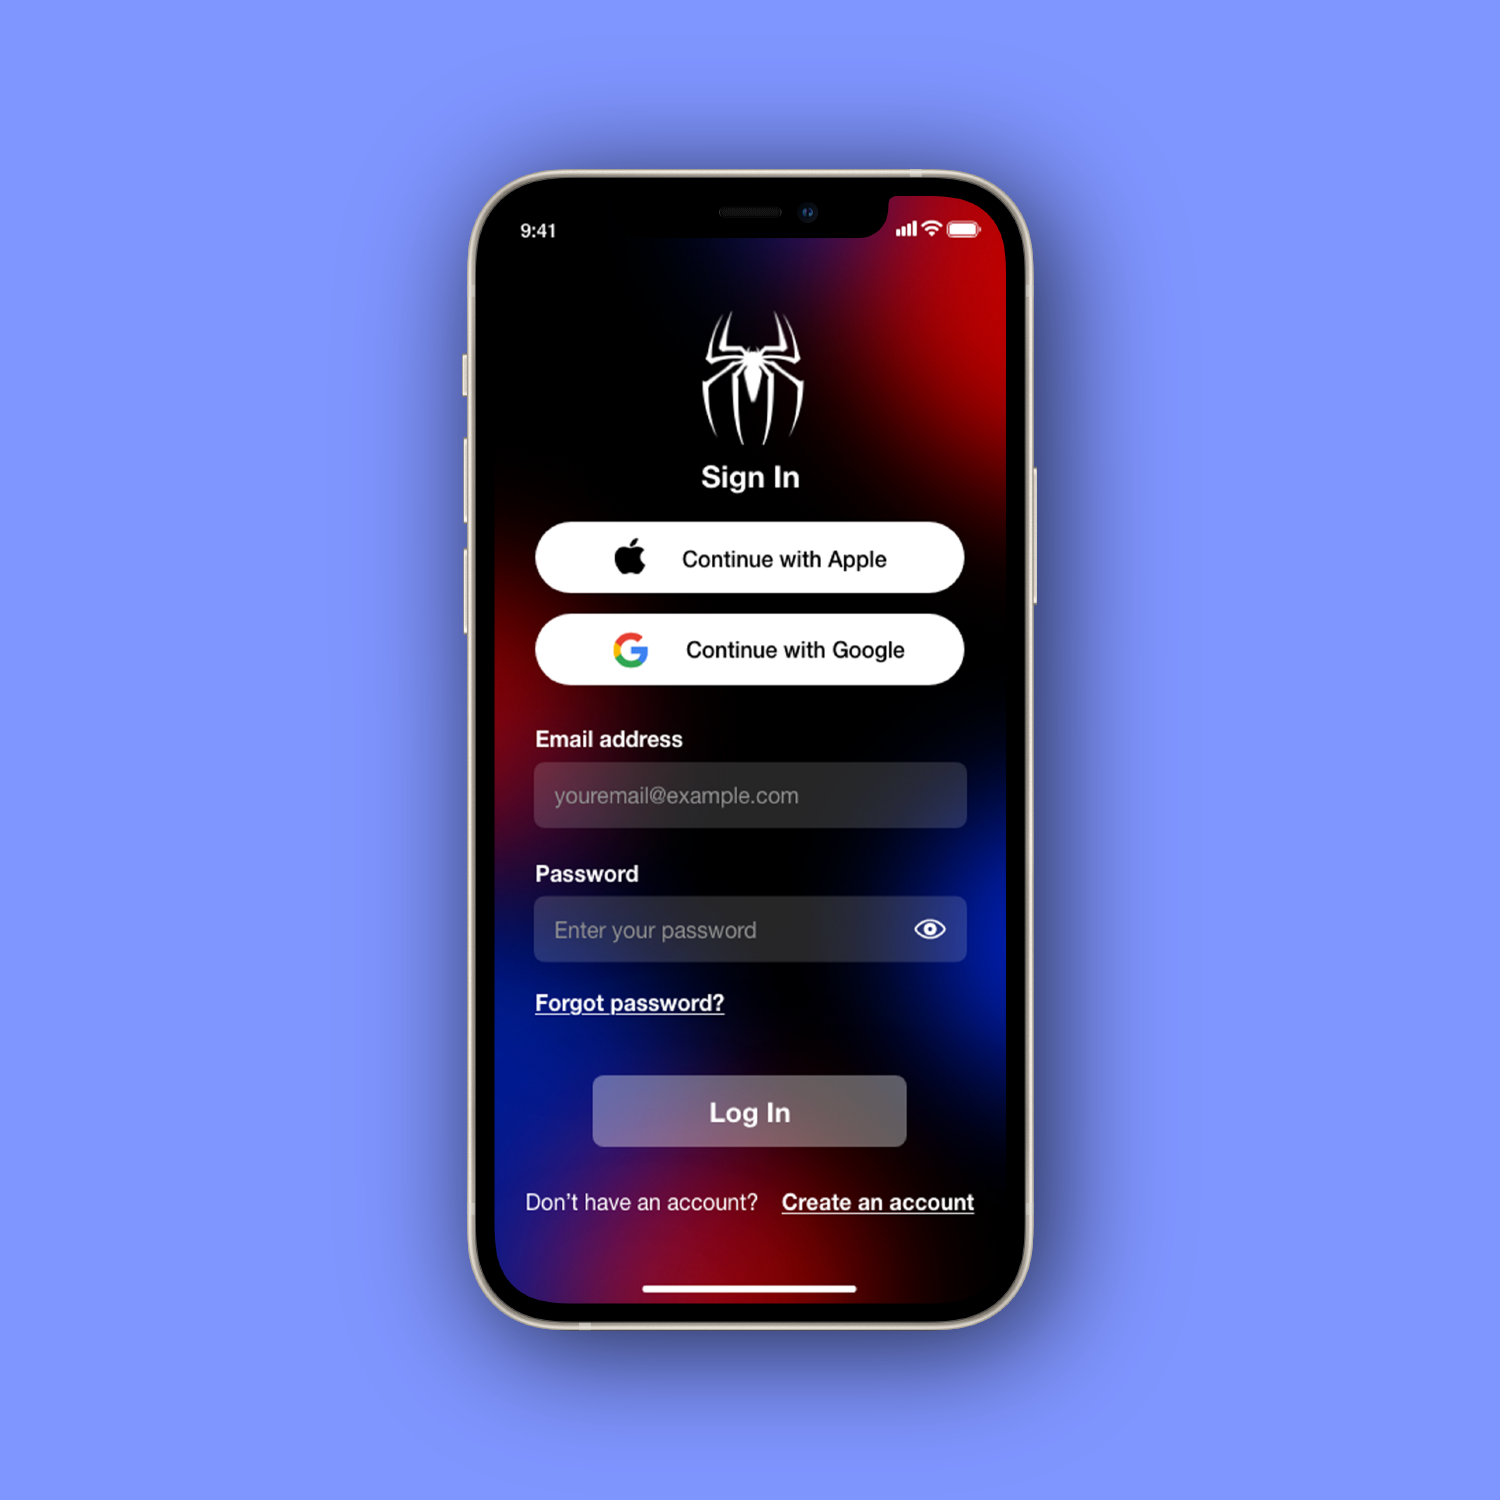 9:41
Sign In
Continue with Apple
Continue with Google
Email address
youremail@example.com
Password
Enter your password
Forgot password?
Log In
Don’t have an account? Create an account